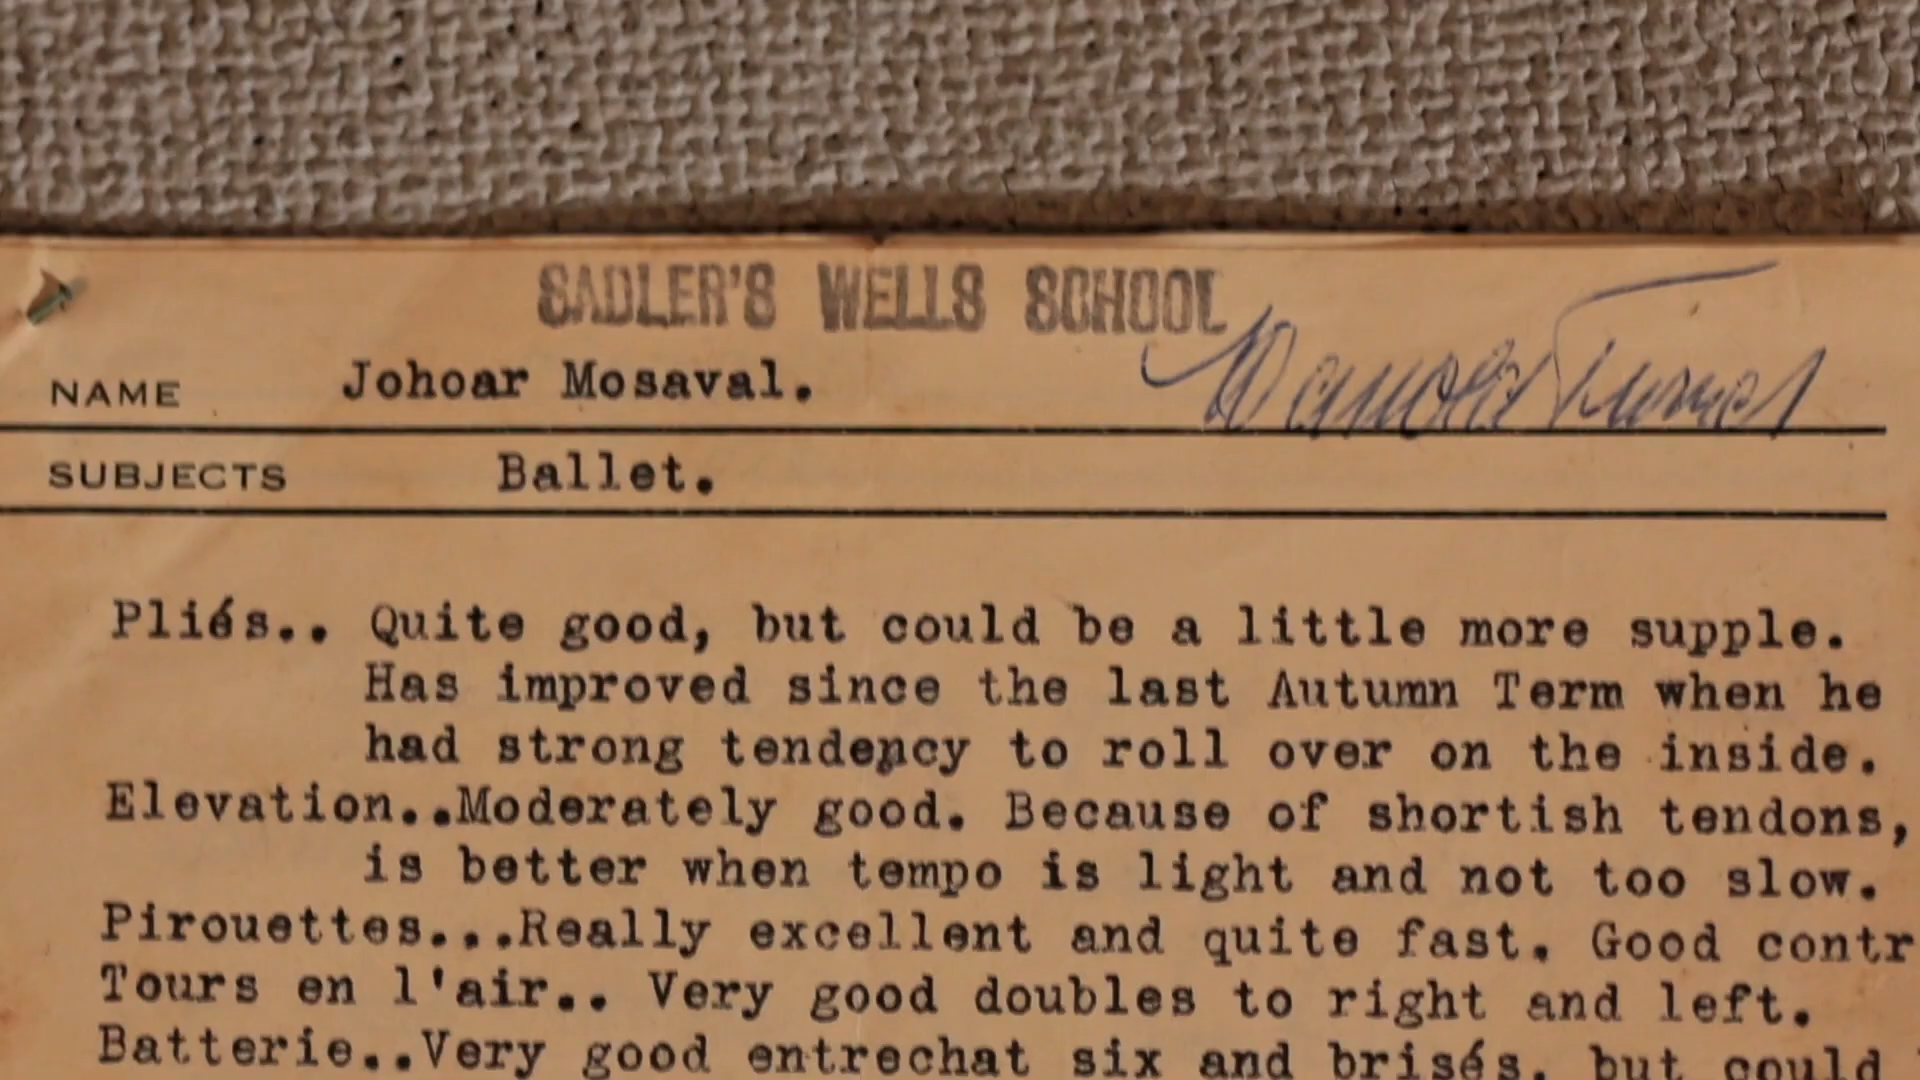 SADLER'S WELLS SCHOOL
NAME Johoar Mosaval.
SUBJECTS Ballet.
Pliés.. Quite good, but could be a little more supple.
Has improved since the last Autumn Term when he
had strong tendency to roll over on the inside.
Elevation..Moderately good. Because of shortish tendons,
is better when tempo is light and not too slow.
Pirouettes...Really excellent and quite fast. Good contr
Tours en l'air.. Very good doubles to right and left.
Batterie..Very good entrechat six and brisés, but could